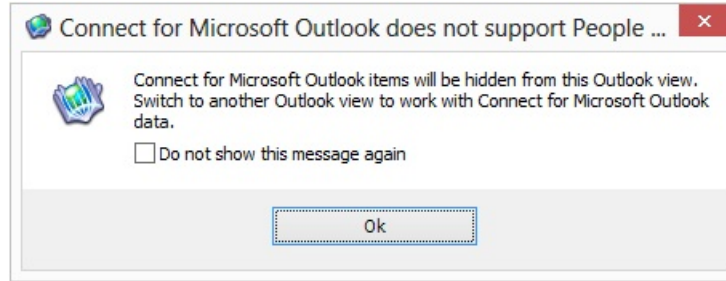 Connect for Microsoft Outlook does not support People ...
Connect for Microsoft Outlook items will be hidden from this Outlook view.
Switch to another Outlook view to work with Connect for Microsoft Outlook
data.
Do not show this message again
Ok